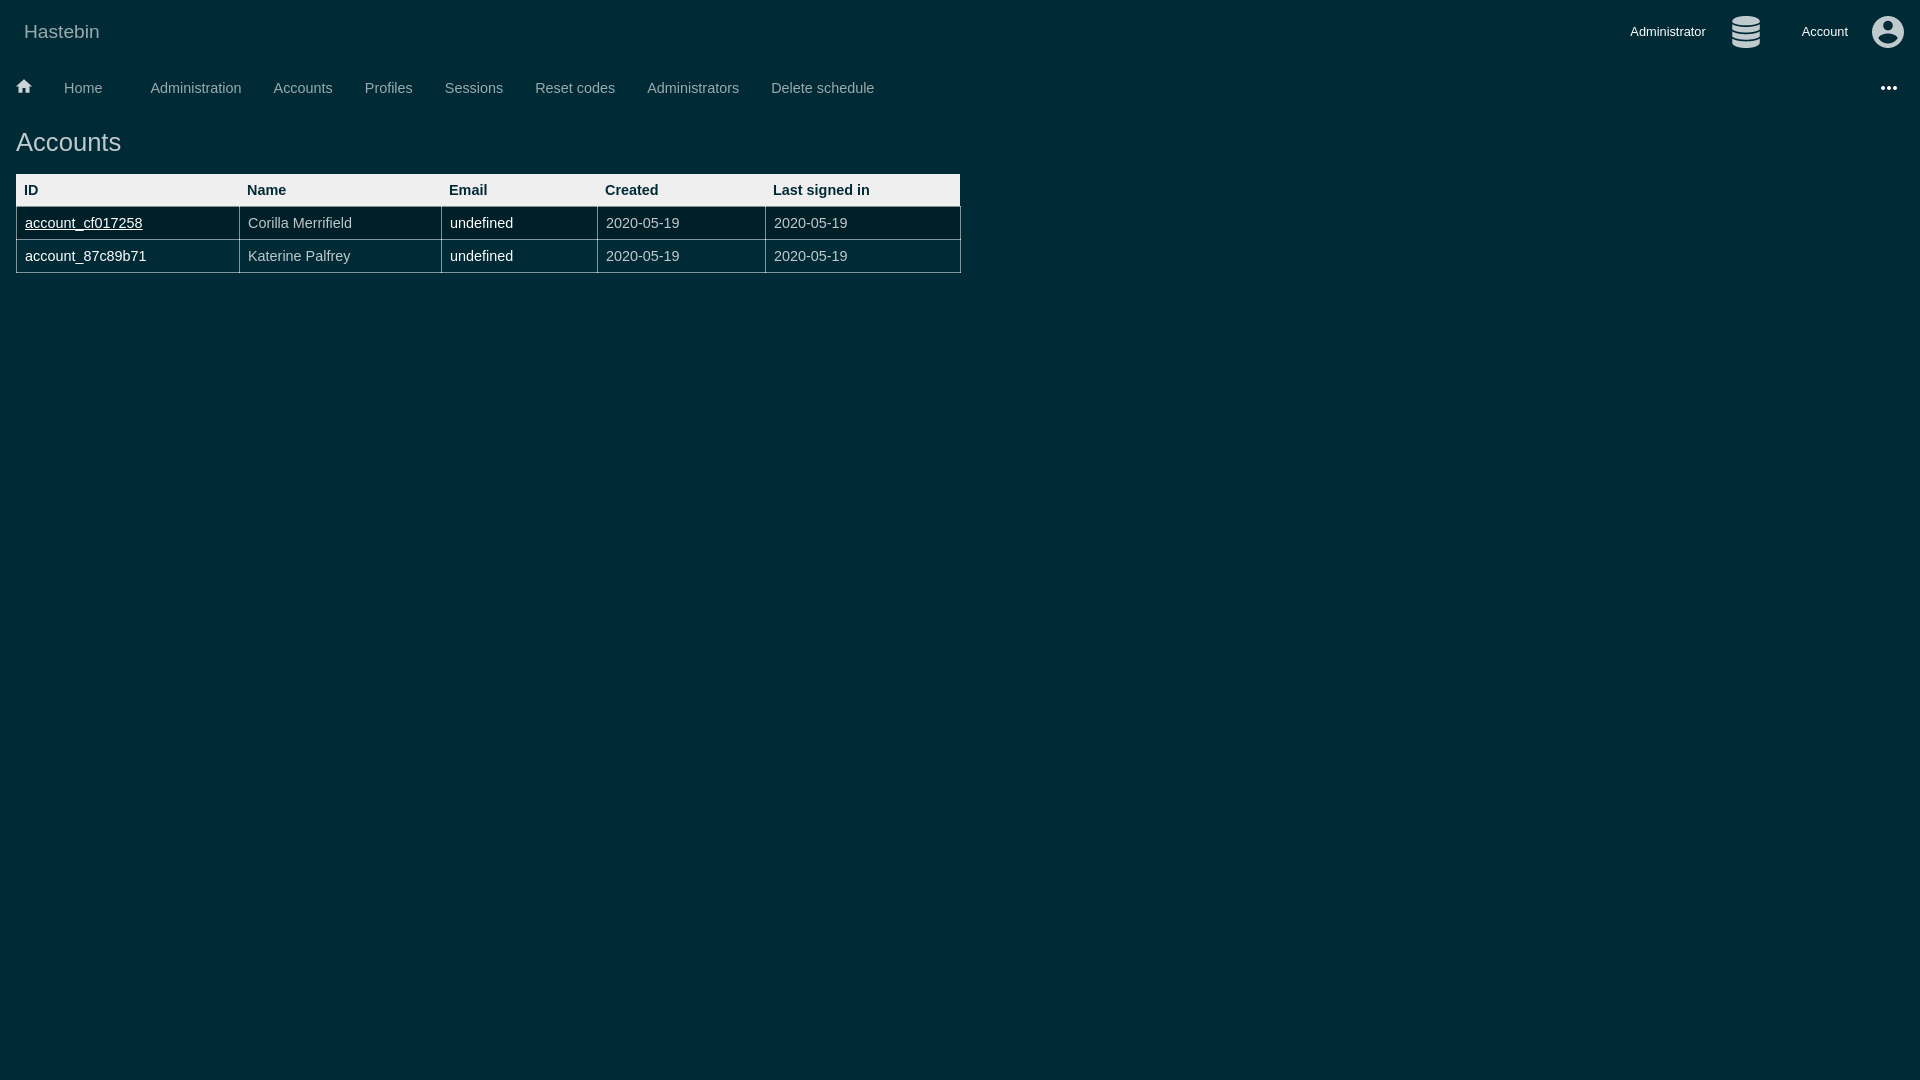 Hastebin
Administrator Account
Home Administration Accounts Profiles Sessions Reset codes Administrators Delete schedule
Accounts
ID Name Email Created Last signed in
account_cf017258 Corilla Merrifield undefined 2020-05-19 2020-05-19
account_87c89b71 Katerine Palfrey undefined 2020-05-19 2020-05-19